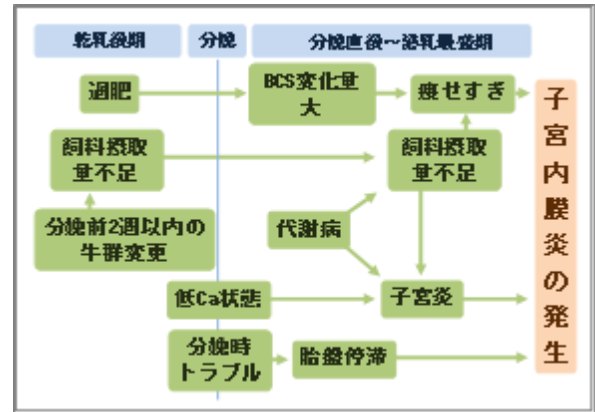 乾乳後期
分娩
分娩直後～泌乳最盛期
過肥
BCS変化量
大
痩せすぎ
飼料摂取
量不足
飼料摂取
量不足
分娩前2週以内の
牛群変更
代謝病
低Ca状態
子宮炎
分娩時
トラブル
胎盤停滞
子宮内膜炎の発生